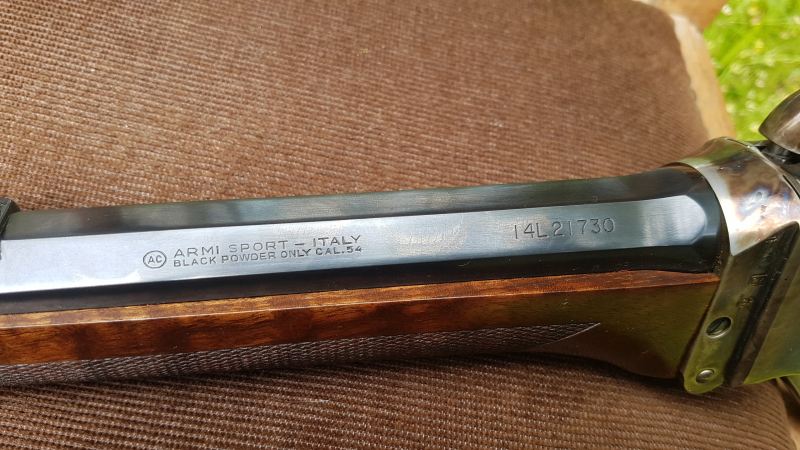 AC ARMI SPORT - ITALY
BLACK POWDER ONLY CAL.54
14L21730